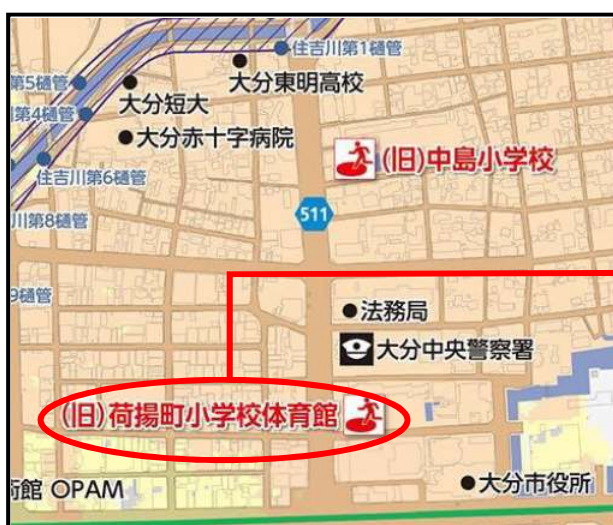 住吉川第1樋管
第5樋管
大分東明高校
大分短大
第4樋管
大分赤十字病院
(旧)中島小学校
住吉川第6樋管
川第8樋管
511
9樋管
法務局
大分中央警察署
(旧)荷揚町小学校体育館
術館 OPAM
大分市役所